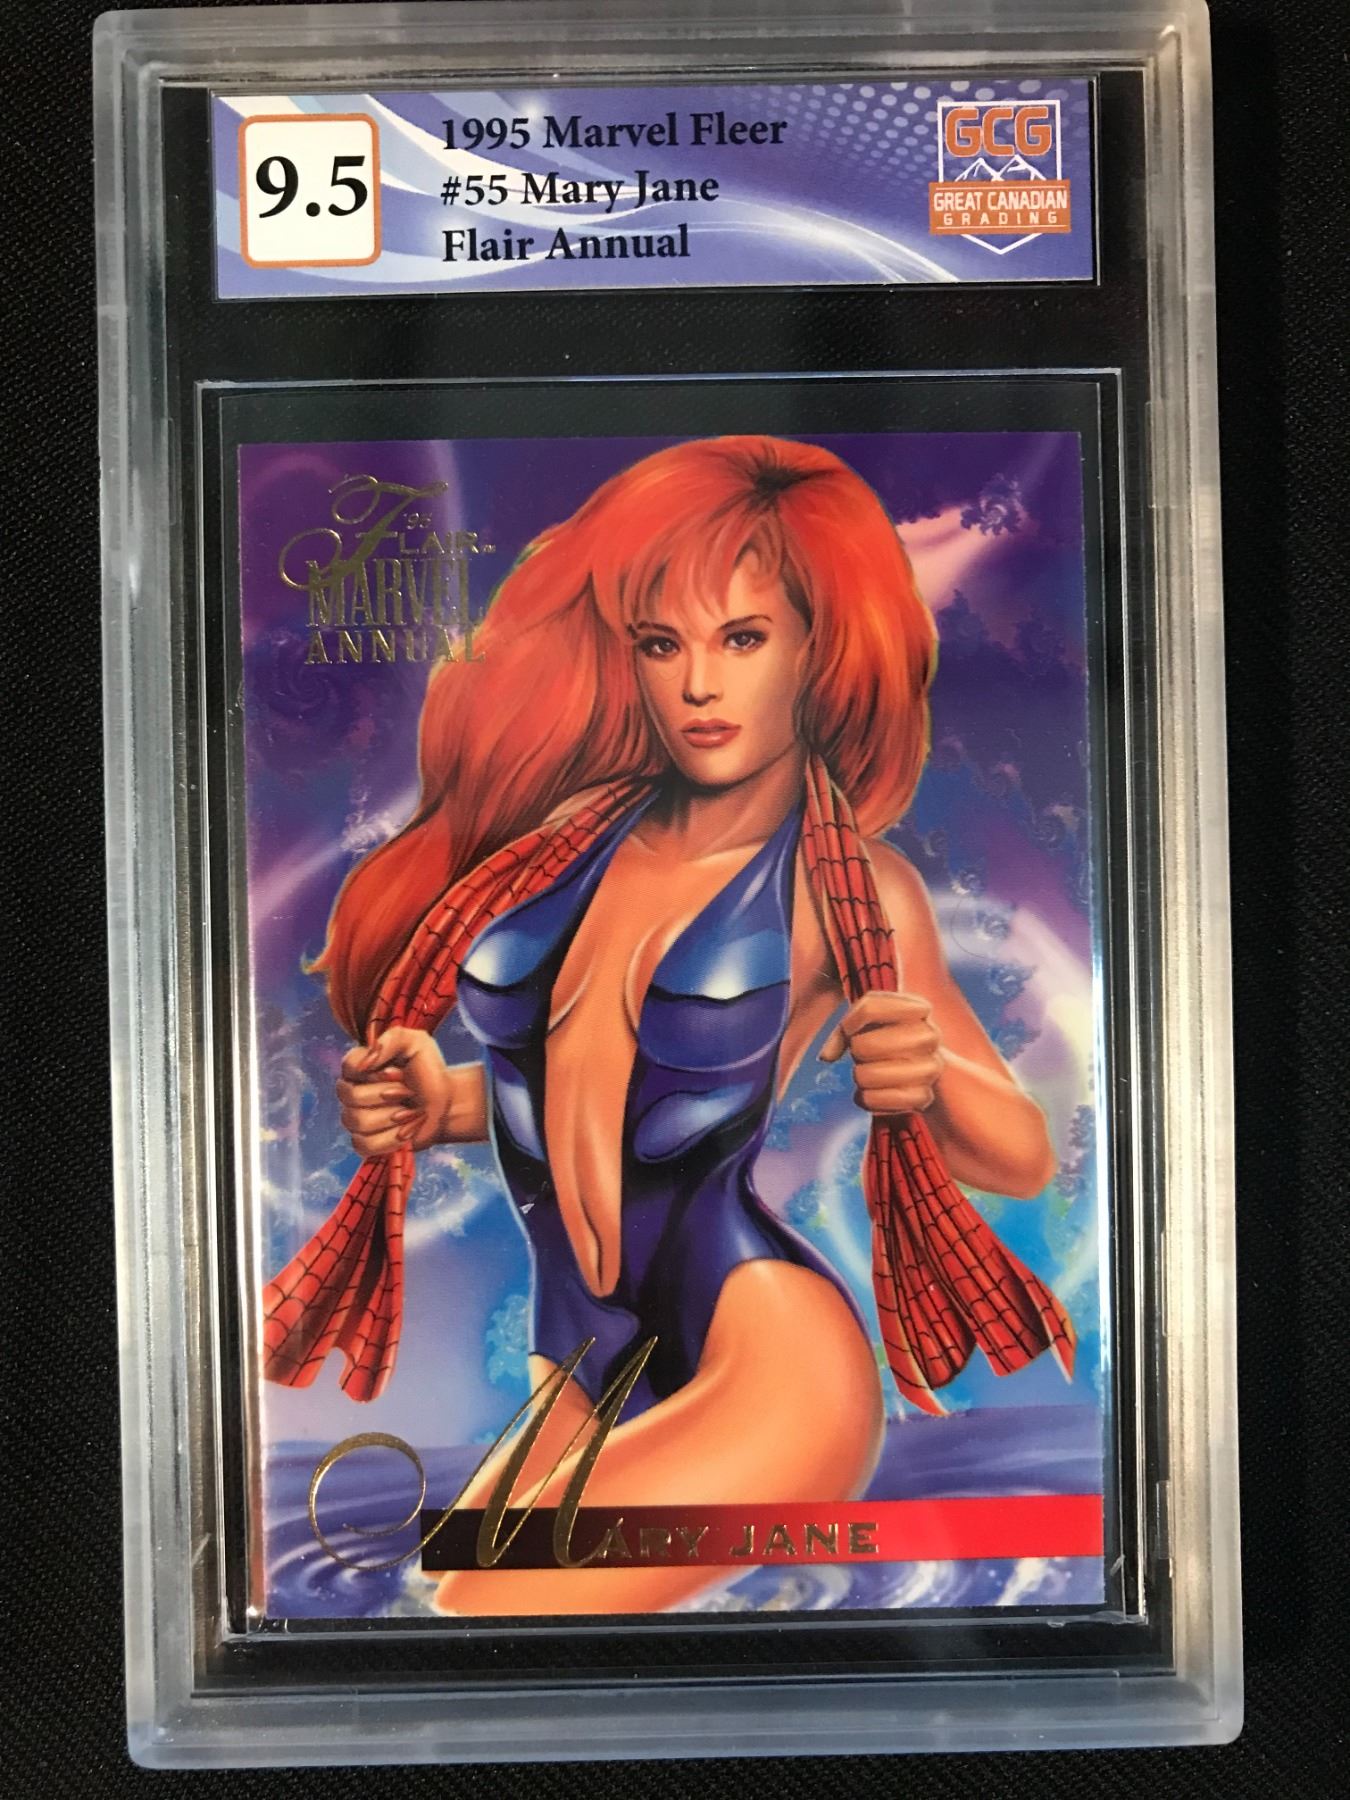 9.5
1995 Marvel Fleer
#55 Mary Jane
Flair Annual
GCG
GREAT CANADIAN
GRADING
'95
FLAIR™
MARVEL
ANNUAL
MARY JANE